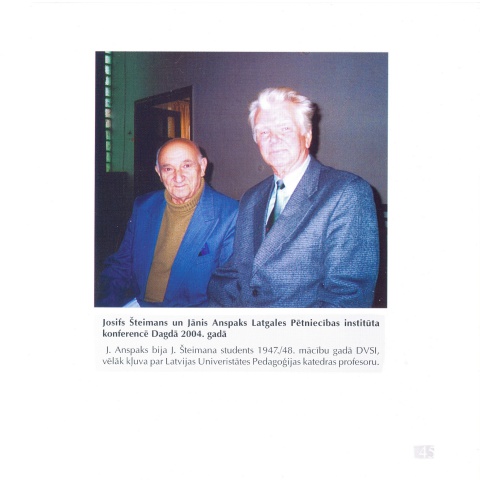 Josifs Šteimans un Jānis Anspaks Latgales Pētniecības institūta
konferencē Dagdā 2004. gadā
J. Anspaks bija J. Šteimana students 1947./48. mācību gadā DVSI,
vēlāk kļuva par Latvijas Univeristātes Pedagoģijas katedras profesoru.
45